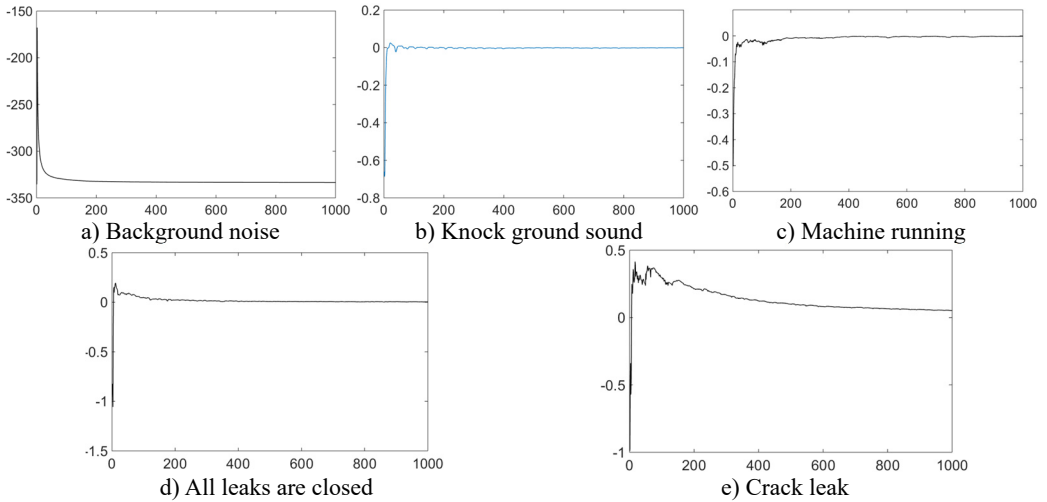 -150
-200
-250
-300
-350
0 200 400 600 800 1000
a) Background noise
0.2
0
-0.2
-0.4
-0.6
0.8
0 200 400 600 800 1000
b) Knock ground sound
0
-0.1
-0.2
-0.3
-0.4
-0.5
-0.6
0 200 400 600 800 1000
c) Machine running
0.5
0
-0.5
-1
-1.5
0 200 400 600 800 1000
d) All leaks are closed
0.5
0
-0.5
-1
0 200 400 600 800 1000
e) Crack leak